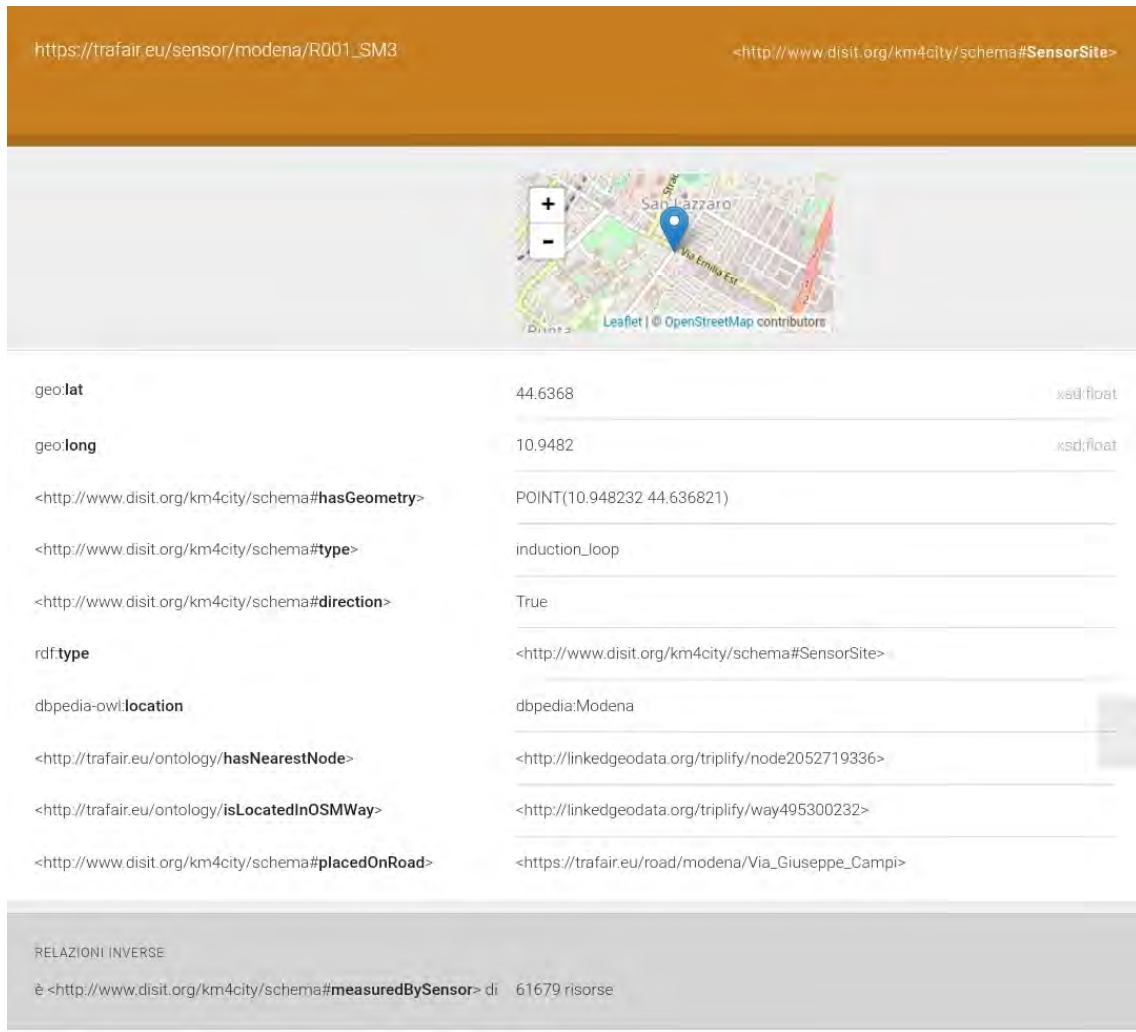 https://trafair.eu/sensor/modena/R001_SM3 <http://www.disit.org/km4city/schema#SensorSite>
+
-
Strac
San Lazzaro
Via Emilia Est
Leaflet | © OpenStreetMap contributors
geo:lat 44.6368 xsd:float
geo:long 10.9482 xsd:float
<http://www.disit.org/km4city/schema#hasGeometry> POINT(10.948232 44.636821)
<http://www.disit.org/km4city/schema#type> induction_loop
<http://www.disit.org/km4city/schema#direction> True
rdf:type <http://www.disit.org/km4city/schema#SensorSite>
dbpedia-owl:location dbpedia:Modena
<http://trafair.eu/ontology/hasNearestNode> <http://linkedgeodata.org/triplify/node2052719336>
<http://trafair.eu/ontology/isLocatedInOSMWay> <http://linkedgeodata.org/triplify/way495300232>
<http://www.disit.org/km4city/schema#placedOnRoad> <https://trafair.eu/road/modena/Via_Giuseppe_Campi>
RELAZIONI INVERSE
è <http://www.disit.org/km4city/schema#measuredBySensor> di 61679 risorse